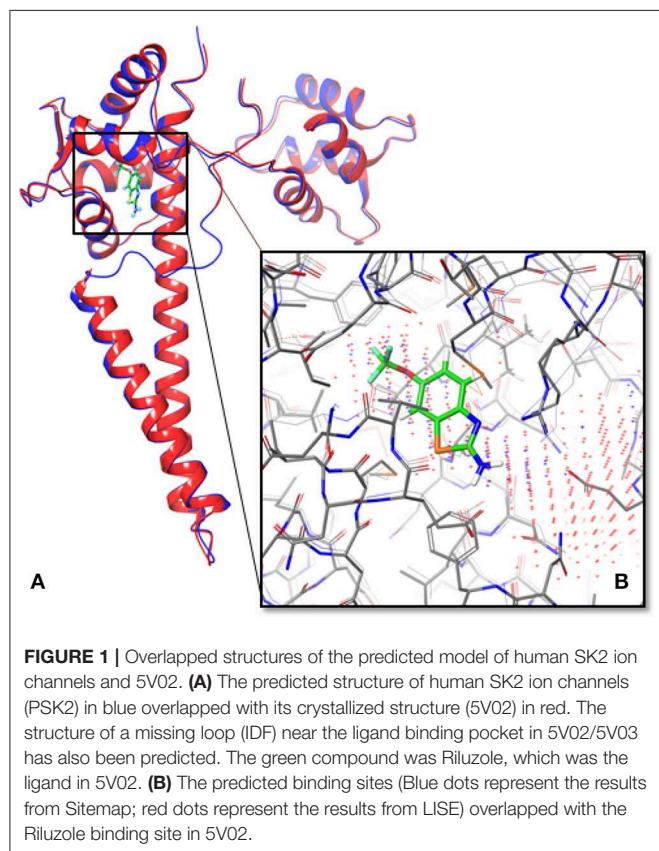 A
B
FIGURE 1 | Overlapped structures of the predicted model of human SK2 ion
channels and 5V02. (A) The predicted structure of human SK2 ion channels
(PSK2) in blue overlapped with its crystallized structure (5V02) in red. The
structure of a missing loop (IDF) near the ligand binding pocket in 5V02/5V03
has also been predicted. The green compound was Riluzole, which was the
ligand in 5V02. (B) The predicted binding sites (Blue dots represent the results
from Sitemap; red dots represent the results from LISE) overlapped with the
Riluzole binding site in 5V02.